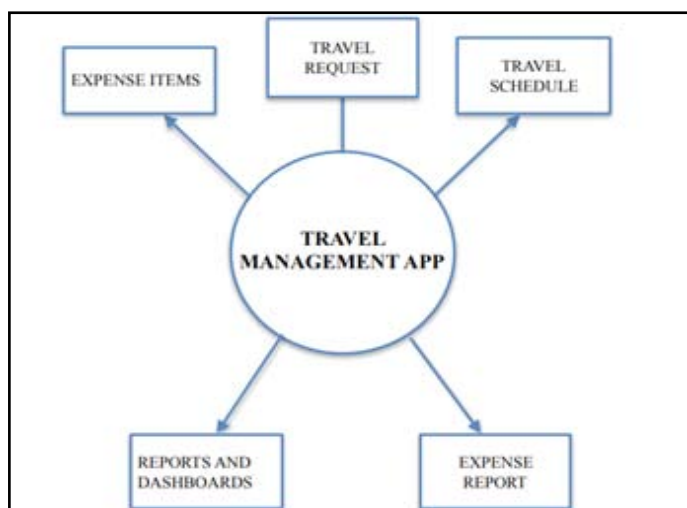 EXPENSE ITEMS
TRAVEL
REQUEST
TRAVEL
SCHEDULE
TRAVEL
MANAGEMENT APP
REPORTS AND
DASHBOARDS
EXPENSE
REPORT